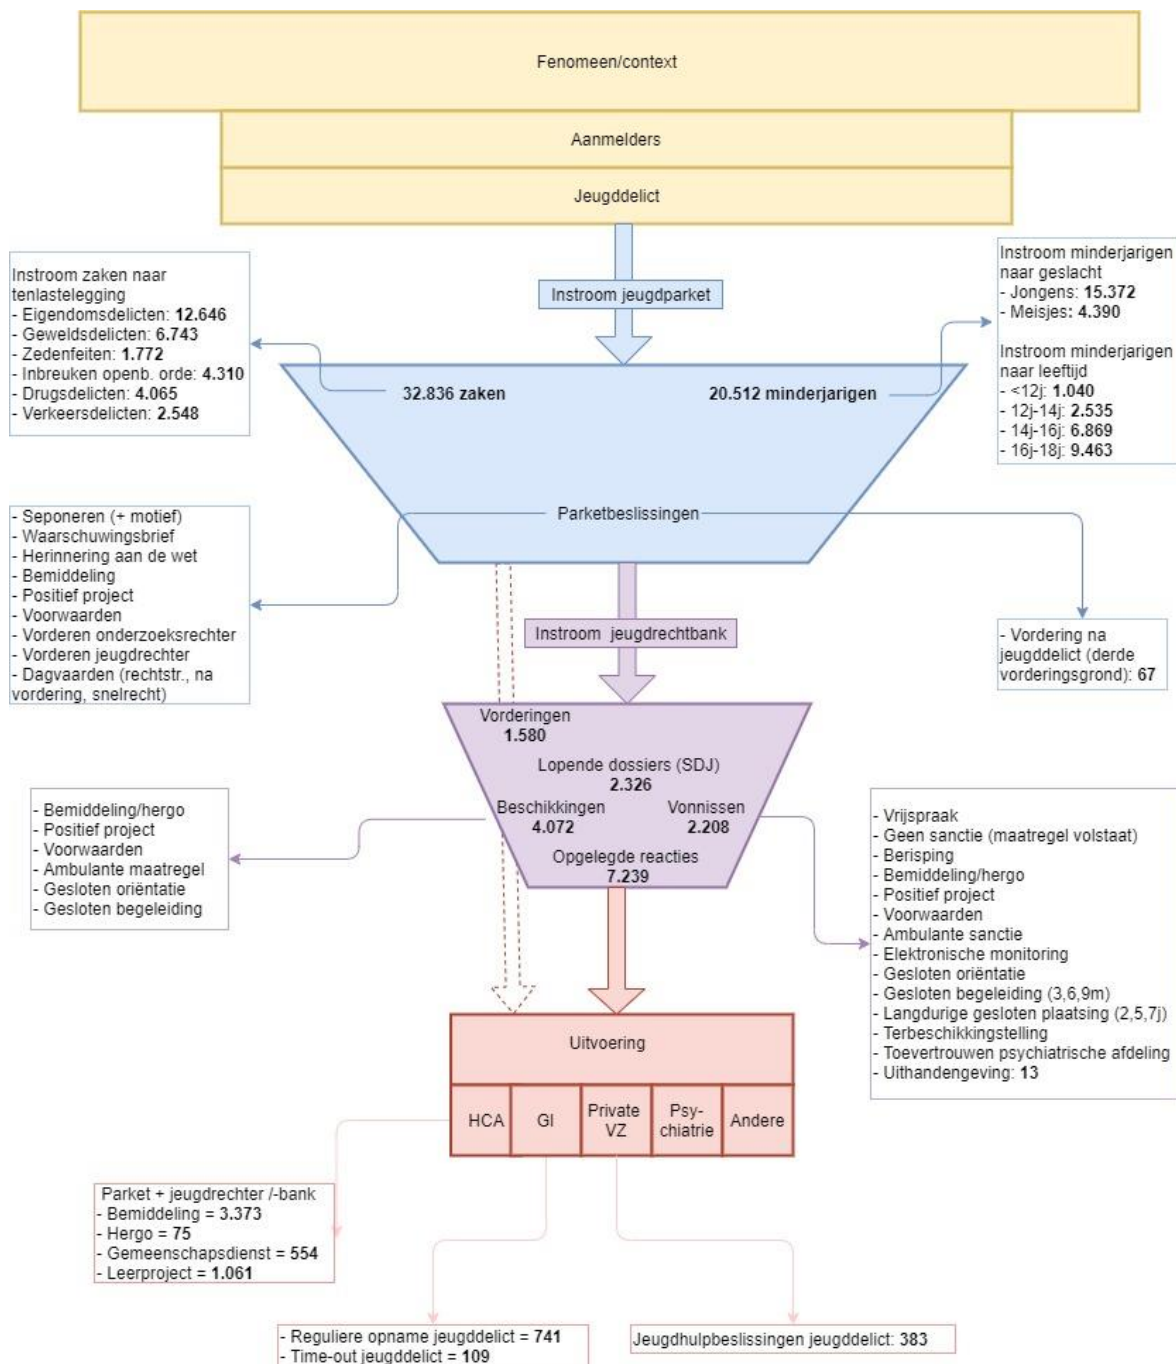 Fenomeen/context
Aanmelders
Jeugddelict
Instroom jeugdparket
Instroom zaken naar
tenlastelegging
- Eigendomsdelicten: 12.646
- Geweldsdelicten: 6.743
- Zedenfeiten: 1.772
- Inbreuken openb. orde: 4.310
- Drugsdelicten: 4.065
- Verkeersdelicten: 2.548
Instroom minderjarigen
naar geslacht
- Jongens: 15.372
- Meisjes: 4.390
Instroom minderjarigen
naar leeftijd
- <12j: 1.040
- 12j-14j: 2.535
- 14j-16j: 6.869
- 16j-18j: 9.463
32.836 zaken
20.512 minderjarigen
Parketbeslissingen
- Seponeren (+ motief)
- Waarschuwingsbrief
- Herinnering aan de wet
- Bemiddeling
- Positief project
- Voorwaarden
- Vorderen onderzoeksrechter
- Vorderen jeugdrechter
- Dagvaarden (rechtstr., na
vordering, snelrecht)
Instroom jeugdrechtbank
- Vordering na
jeugddelict (derde
vorderingsgrond): 67
Vorderingen
1.580
Lopende dossiers (SDJ)
2.326
Beschikkingen
4.072
Vonnissen
2.208
Opgelegde reacties
7.239
- Bemiddeling/hergo
- Positief project
- Voorwaarden
- Ambulante maatregel
- Gesloten oriëntatie
- Gesloten begeleiding
- Vrijspraak
- Geen sanctie (maatregel volstaat)
- Berisping
- Bemiddeling/hergo
- Positief project
- Voorwaarden
- Ambulante sanctie
- Elektronische monitoring
- Gesloten oriëntatie
- Gesloten begeleiding (3,6,9m)
- Langdurige gesloten plaatsing (2,5,7j)
- Terbeschikkingstelling
- Toevertrouwen psychiatrische afdeling
- Uithandengeving: 13
Uitvoering
HCA
GI
Private
VZ
Psy-
chiatrie
Andere
Parket + jeugdrechter /-bank
- Bemiddeling = 3.373
- Hergo = 75
- Gemeenschapsdienst = 554
- Leerproject = 1.061
- Reguliere opname jeugddelict = 741
- Time-out jeugddelict = 109
Jeugdhulpbeslissingen jeugddelict: 383